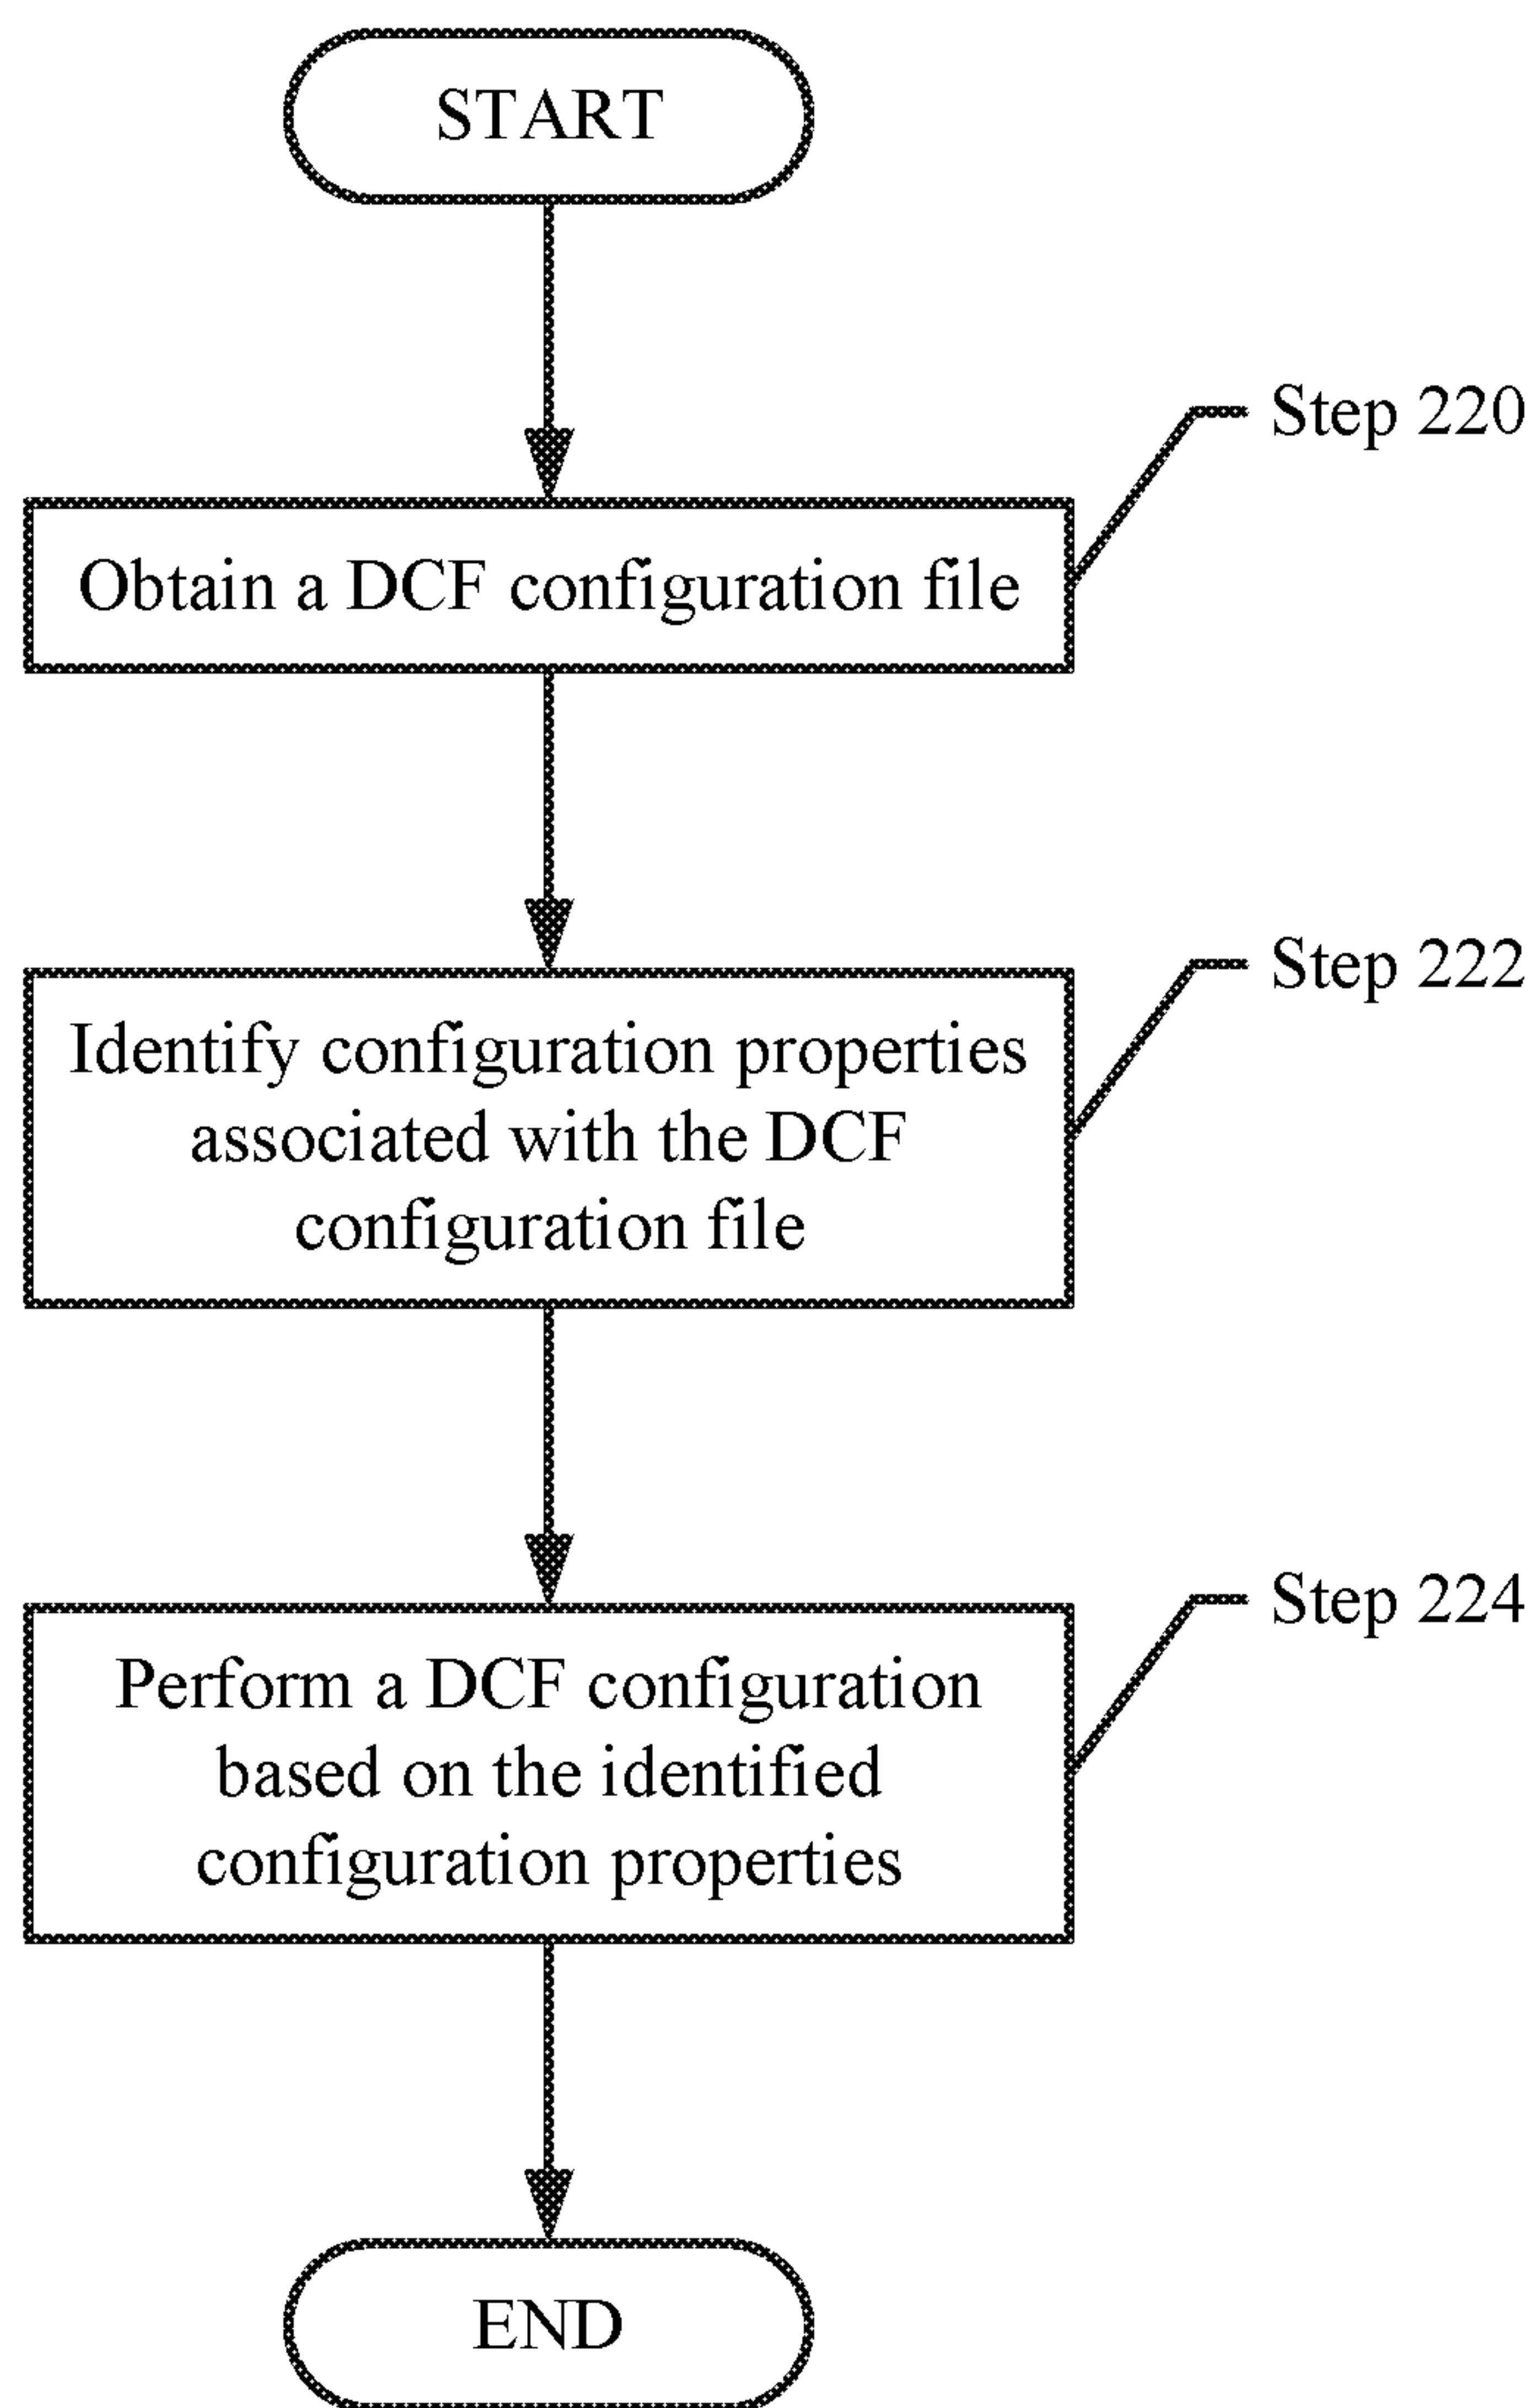 START
Step 220
Obtain a DCF configuration file
Step 222
Identify configuration properties
associated with the DCF
configuration file
Step 224
Perform a DCF configuration
based on the identified
configuration properties
END